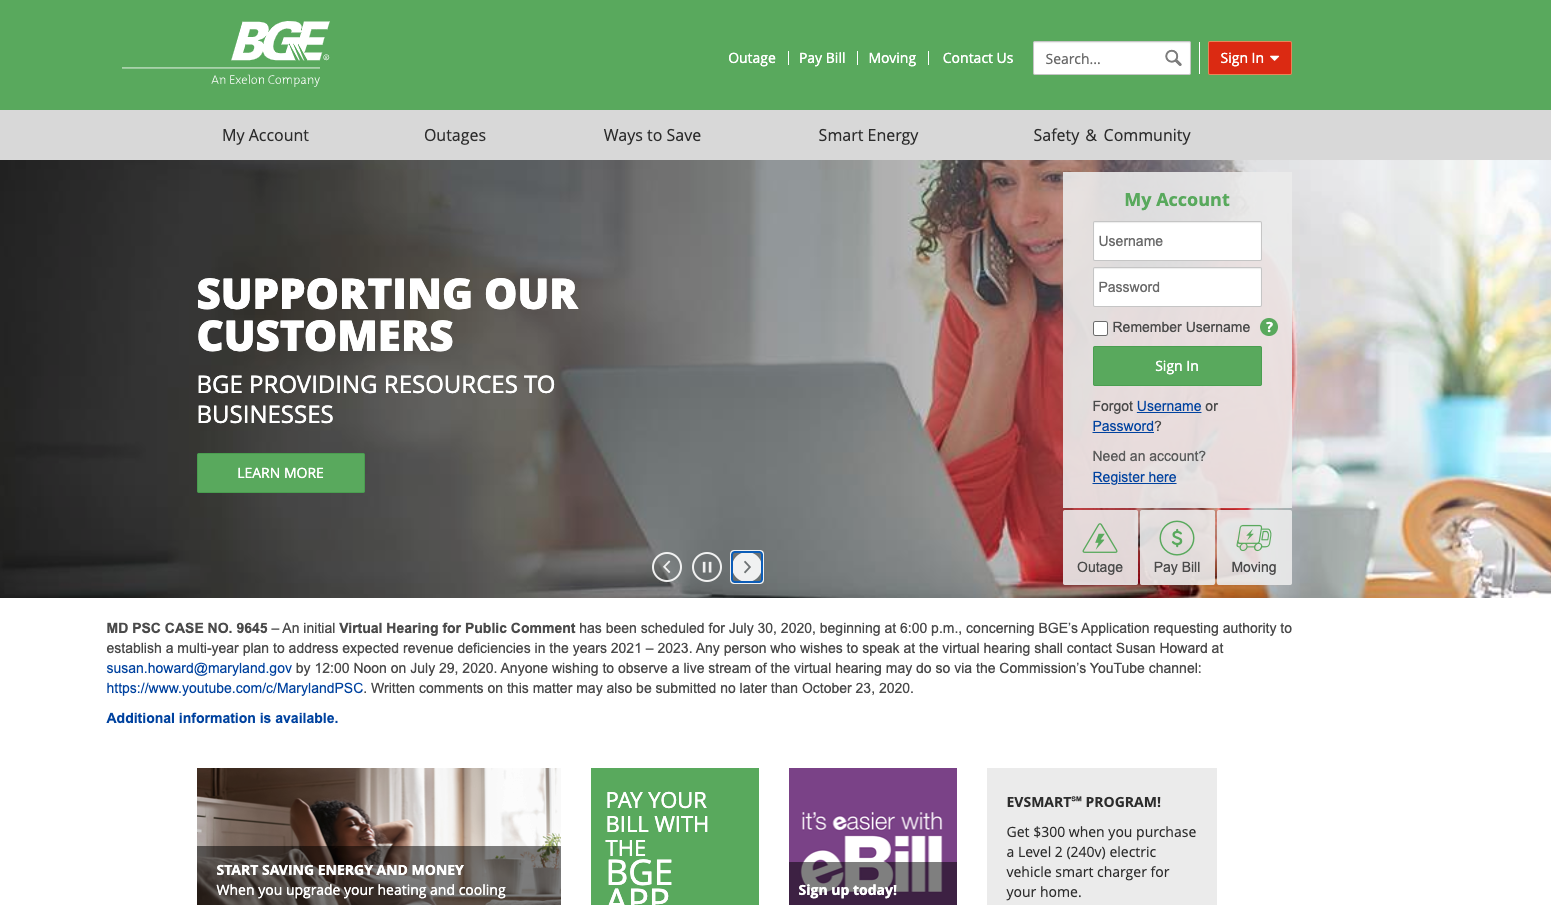 BGE®
An Exelon Company
Outage
Pay Bill
Moving
Contact Us
Search...
Sign In
My Account
Outages
Ways to Save
Smart Energy
Safety & Community
SUPPORTING OUR
CUSTOMERS
BGE PROVIDING RESOURCES TO
BUSINESSES
LEARN MORE
My Account
Username
Password
Remember Username ?
Sign In
Forgot Username or
Password?
Need an account?
Register here
Outage
$
Pay Bill
Moving
MD PSC CASE NO. 9645 – An initial Virtual Hearing for Public Comment has been scheduled for July 30, 2020, beginning at 6:00 p.m., concerning BGE's Application requesting authority to
establish a multi-year plan to address expected revenue deficiencies in the years 2021 – 2023. Any person who wishes to speak at the virtual hearing shall contact Susan Howard at
susan.howard@maryland.gov by 12:00 Noon on July 29, 2020. Anyone wishing to observe a live stream of the virtual hearing may do so via the Commission's YouTube channel:
https://www.youtube.com/c/MarylandPSC. Written comments on this matter may also be submitted no later than October 23, 2020.
Additional information is available.
START SAVING ENERGY AND MONEY
When you upgrade your heating and cooling
PAY YOUR
BILL WITH
THE
BGE
APP
it's easier with
eBill
Sign up today!
EVSMART℠ PROGRAM!
Get $300 when you purchase
a Level 2 (240v) electric
vehicle smart charger for
your home.